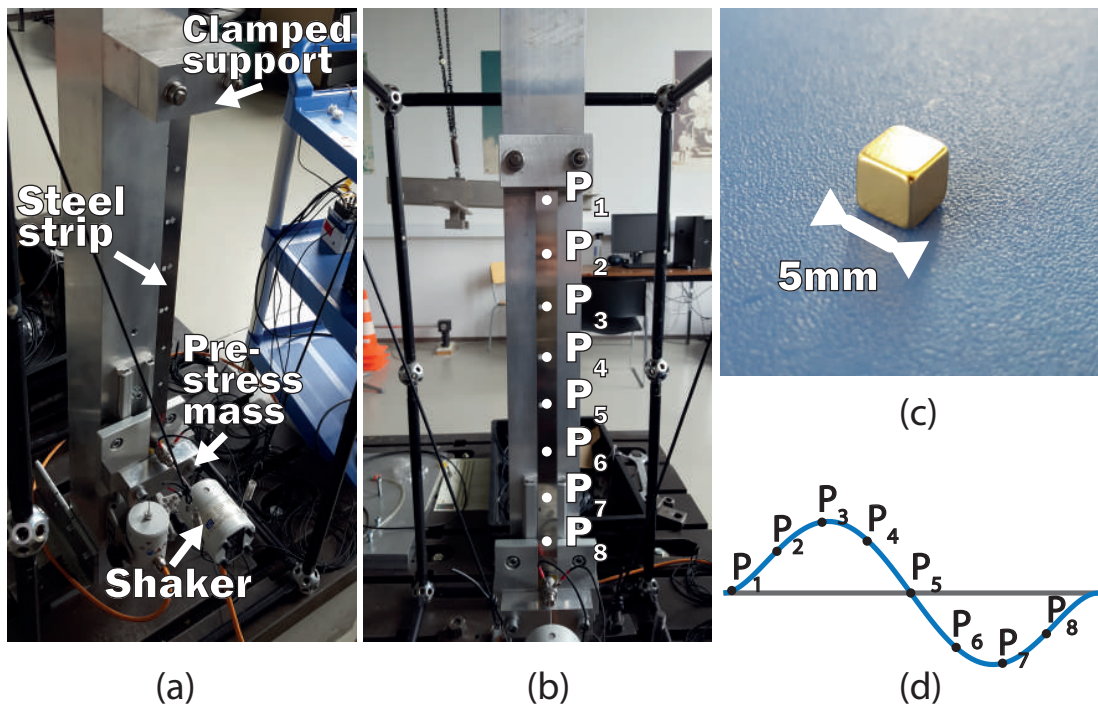 Clamped
support
Steel
strip
Pre-
stress
mass
Shaker
(a)
P1
P2
P3
P4
P5
P6
P7
P8
(b)
5mm
(c)
P1
P2
P3
P4
P5
P6
P7
P8
(d)